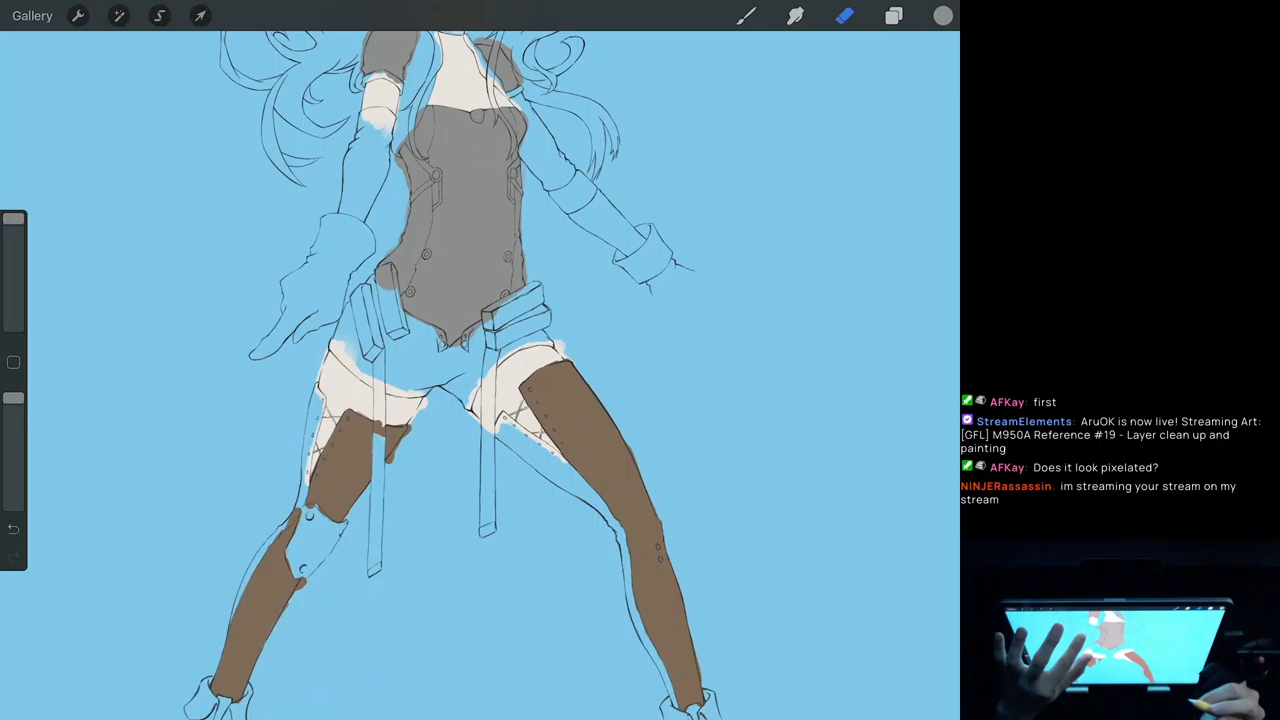 Gallery
AFKay: first
StreamElements: AruOK is now live! Streaming Art:
[GFL] M950A Reference #19 - Layer clean up and
painting
AFKay: Does it look pixelated?
NINJERassassin: im streaming your stream on my
stream